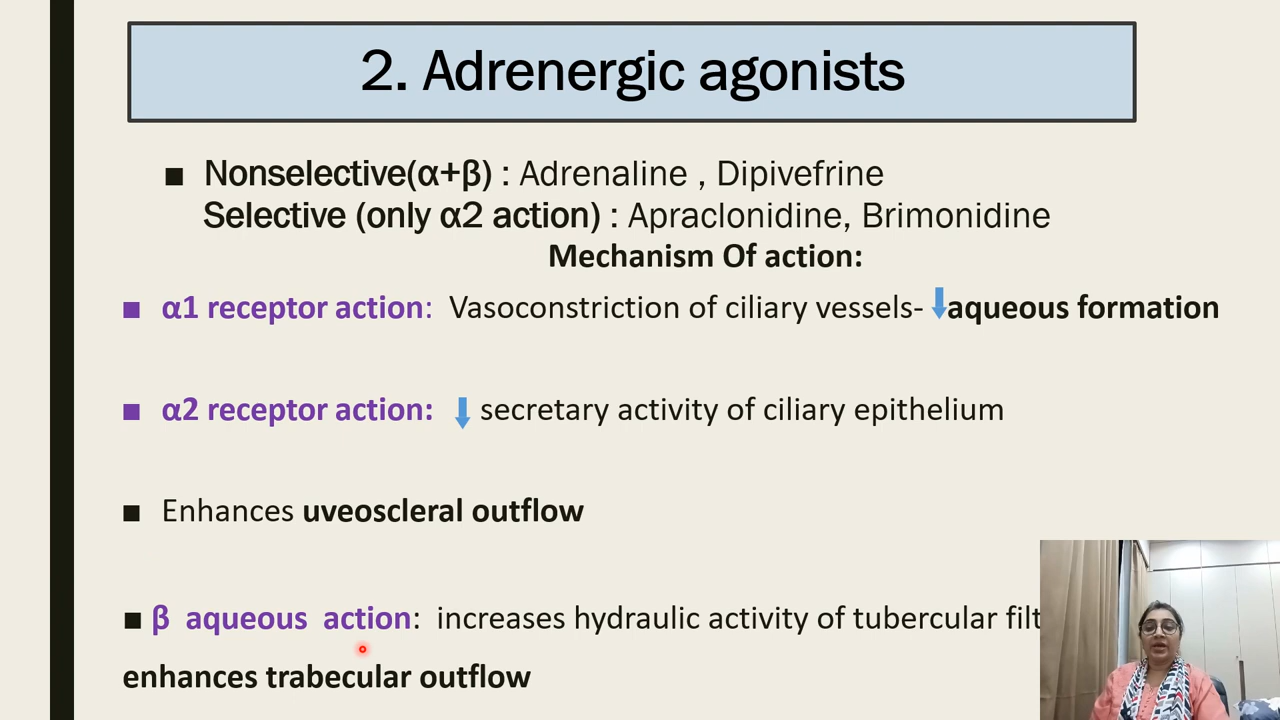 2. Adrenergic agonists
■ Nonselective(α+β) : Adrenaline , Dipivefrine
Selective (only α2 action) : Apraclonidine, Brimonidine
Mechanism Of action:
■ α1 receptor action: Vasoconstriction of ciliary vessels- ⬇aqueous formation
■ α2 receptor action: ⬇ secretary activity of ciliary epithelium
■ Enhances uveoscleral outflow
■ β aqueous action: increases hydraulic activity of tubercular
enhances trabecular outflow